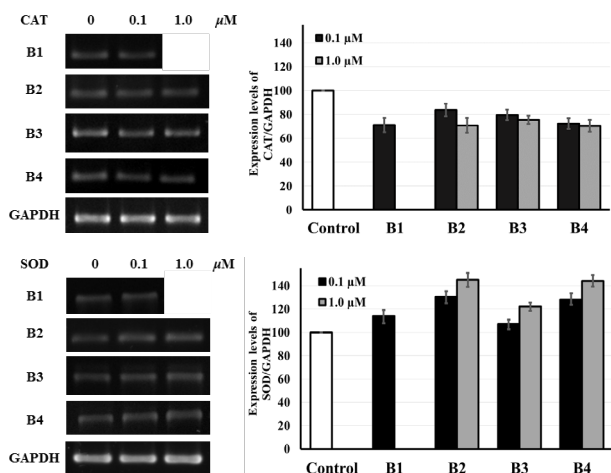 CAT 0 0.1 1.0 µM
B1
B2
B3
B4
GAPDH
Expression levels of
CAT/GAPDH
140
120
100
80
60
40
20
0
0.1 µM
1.0 µM
Control B1 B2 B3 B4
SOD 0 0.1 1.0 µM
B1
B2
B3
B4
GAPDH
Expression levels of
SOD/GAPDH
140
120
100
80
60
40
20
0
0.1 µM
1.0 µM
Control B1 B2 B3 B4